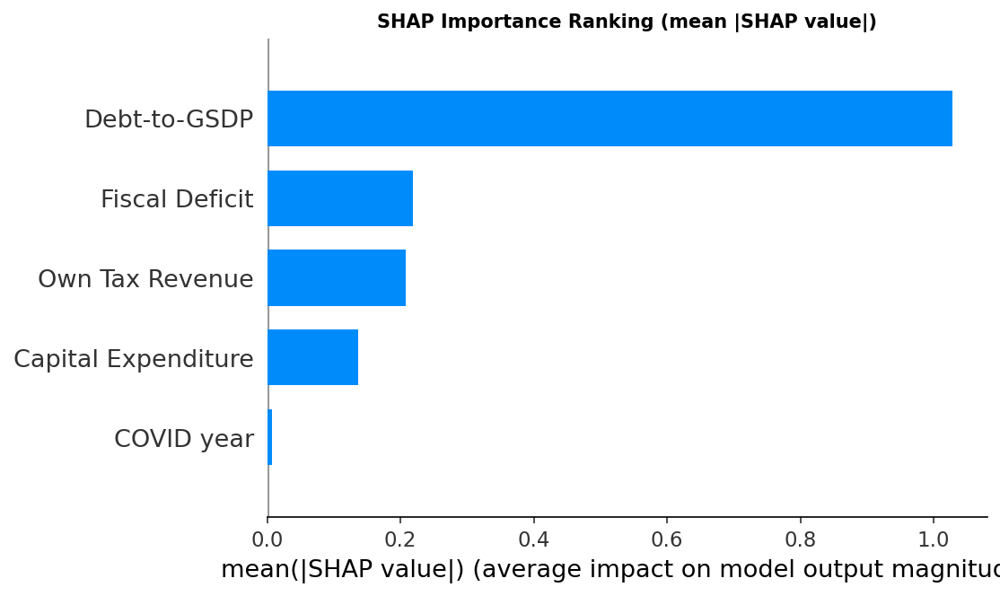 SHAP Importance Ranking (mean |SHAP value|)
Debt-to-GSDP
Fiscal Deficit
Own Tax Revenue
Capital Expenditure
COVID year
0.0 0.2 0.4 0.6 0.8 1.0
mean(|SHAP value|) (average impact on model output